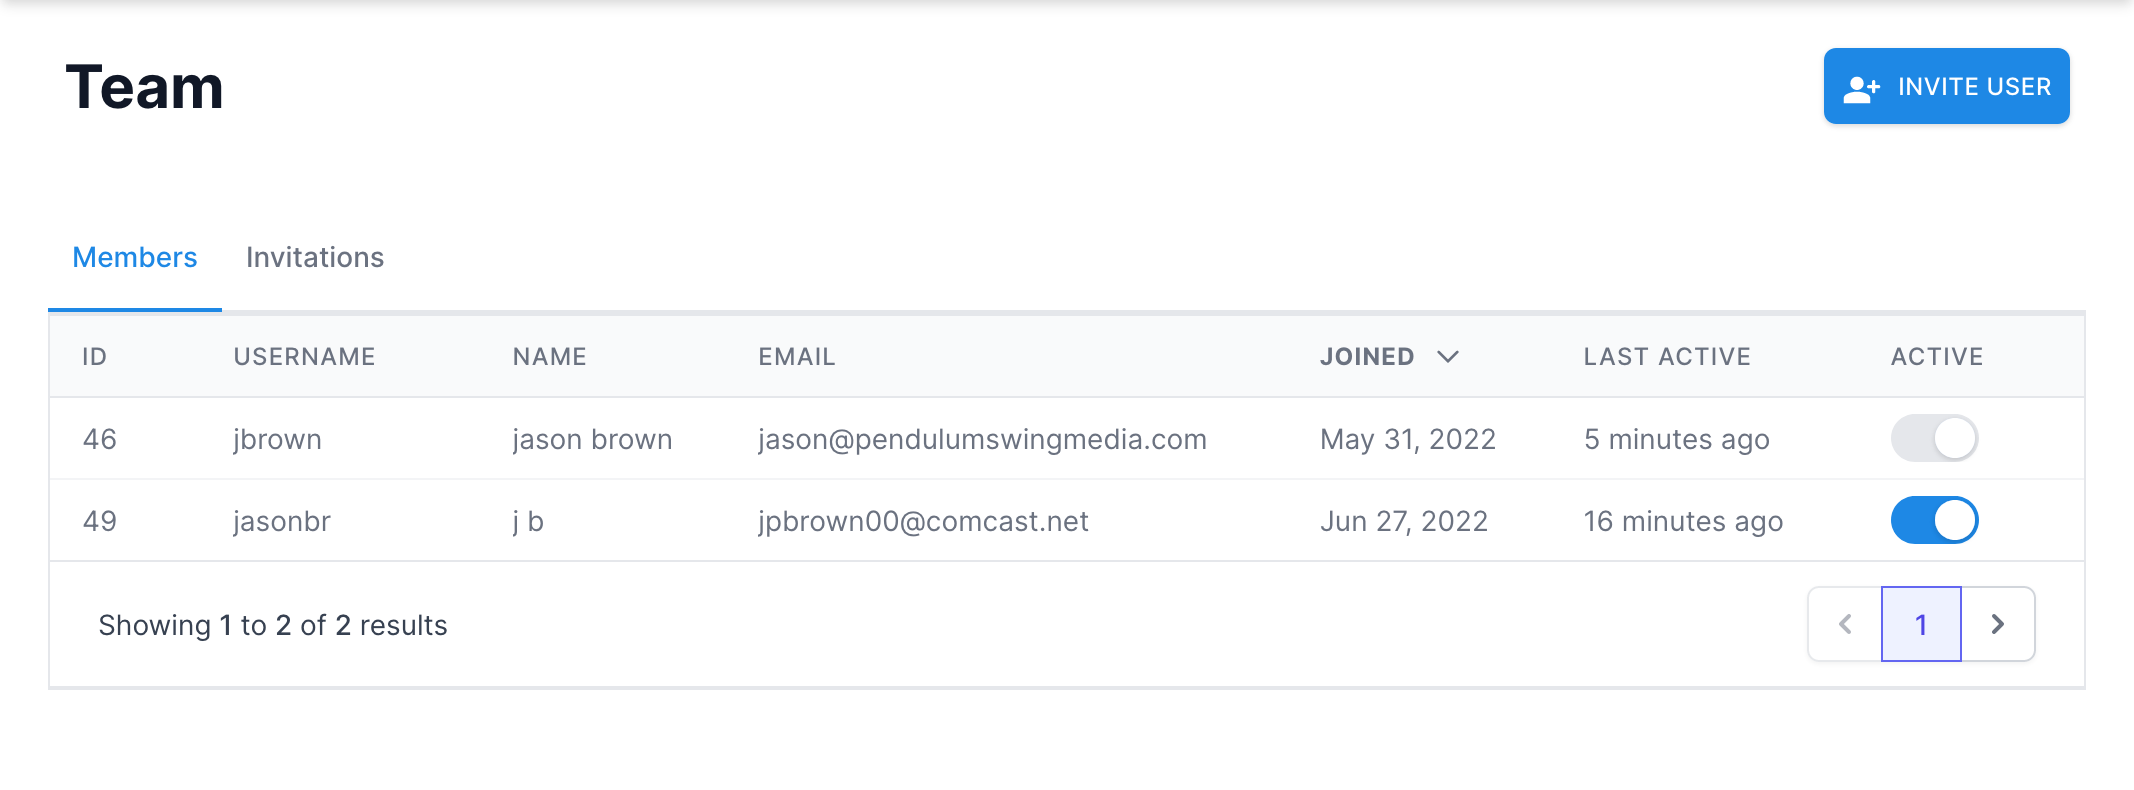 Team
INVITE USER
Members Invitations
ID USERNAME NAME EMAIL JOINED LAST ACTIVE ACTIVE
46 jbrown jason brown jason@pendulumswingmedia.com May 31, 2022 5 minutes ago
49 jasonbr j b jpbrown00@comcast.net Jun 27, 2022 16 minutes ago
Showing 1 to 2 of 2 results 1